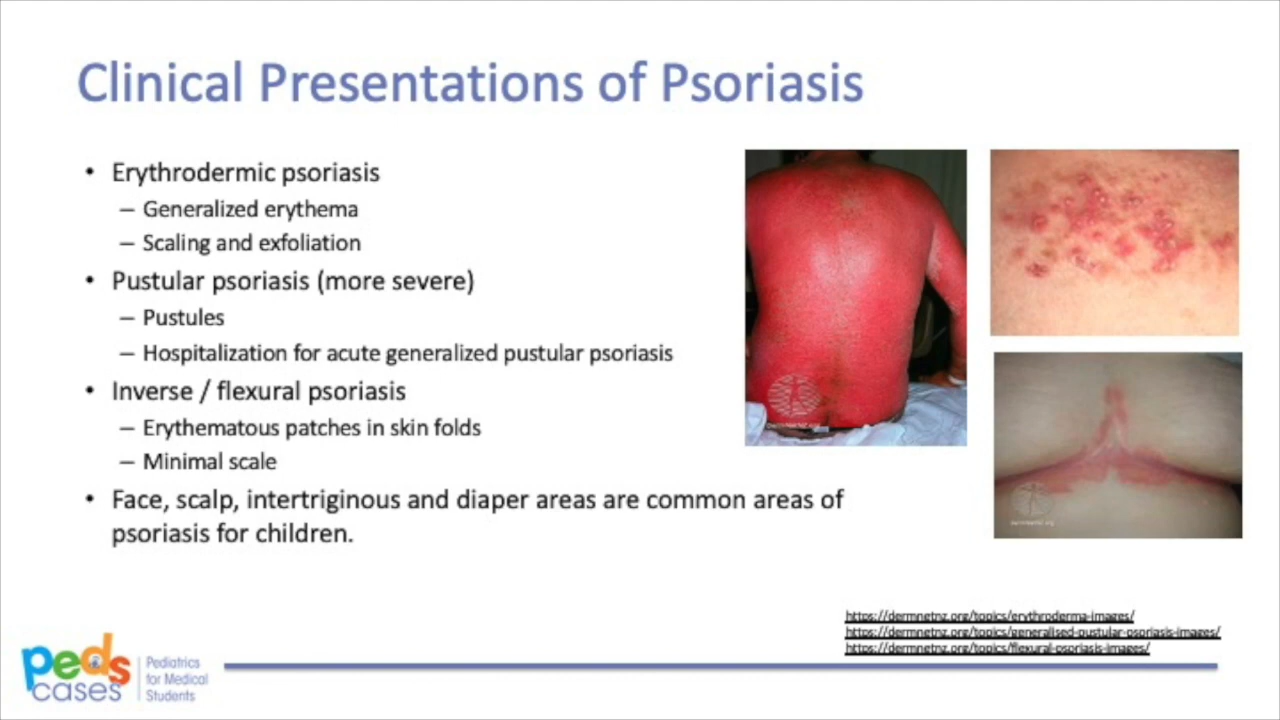 Clinical Presentations of Psoriasis
• Erythrodermic psoriasis
– Generalized erythema
– Scaling and exfoliation
• Pustular psoriasis (more severe)
– Pustules
– Hospitalization for acute generalized pustular psoriasis
• Inverse / flexural psoriasis
– Erythematous patches in skin folds
– Minimal scale
• Face, scalp, intertriginous and diaper areas are common areas of
psoriasis for children.
https://dermnetnz.org/topics/erythroderma-images/
https://dermnetnz.org/topics/generalised-pustular-psoriasis-images/
https://dermnetnz.org/topics/flexural-psoriasis-images/
peds
cases
Pediatrics
for Medical
Students